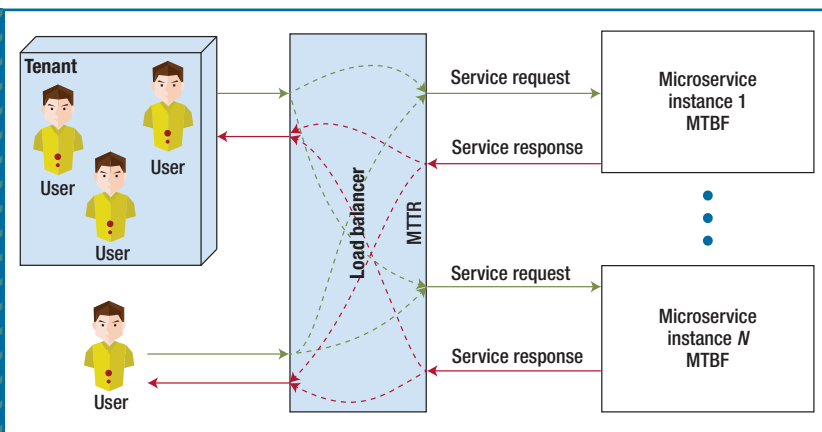 Tenant
User
User
User
User
Load balancer
MTTR
Service request
Service response
Service request
Service response
Microservice
instance 1
MTBF
Microservice
instance N
MTBF